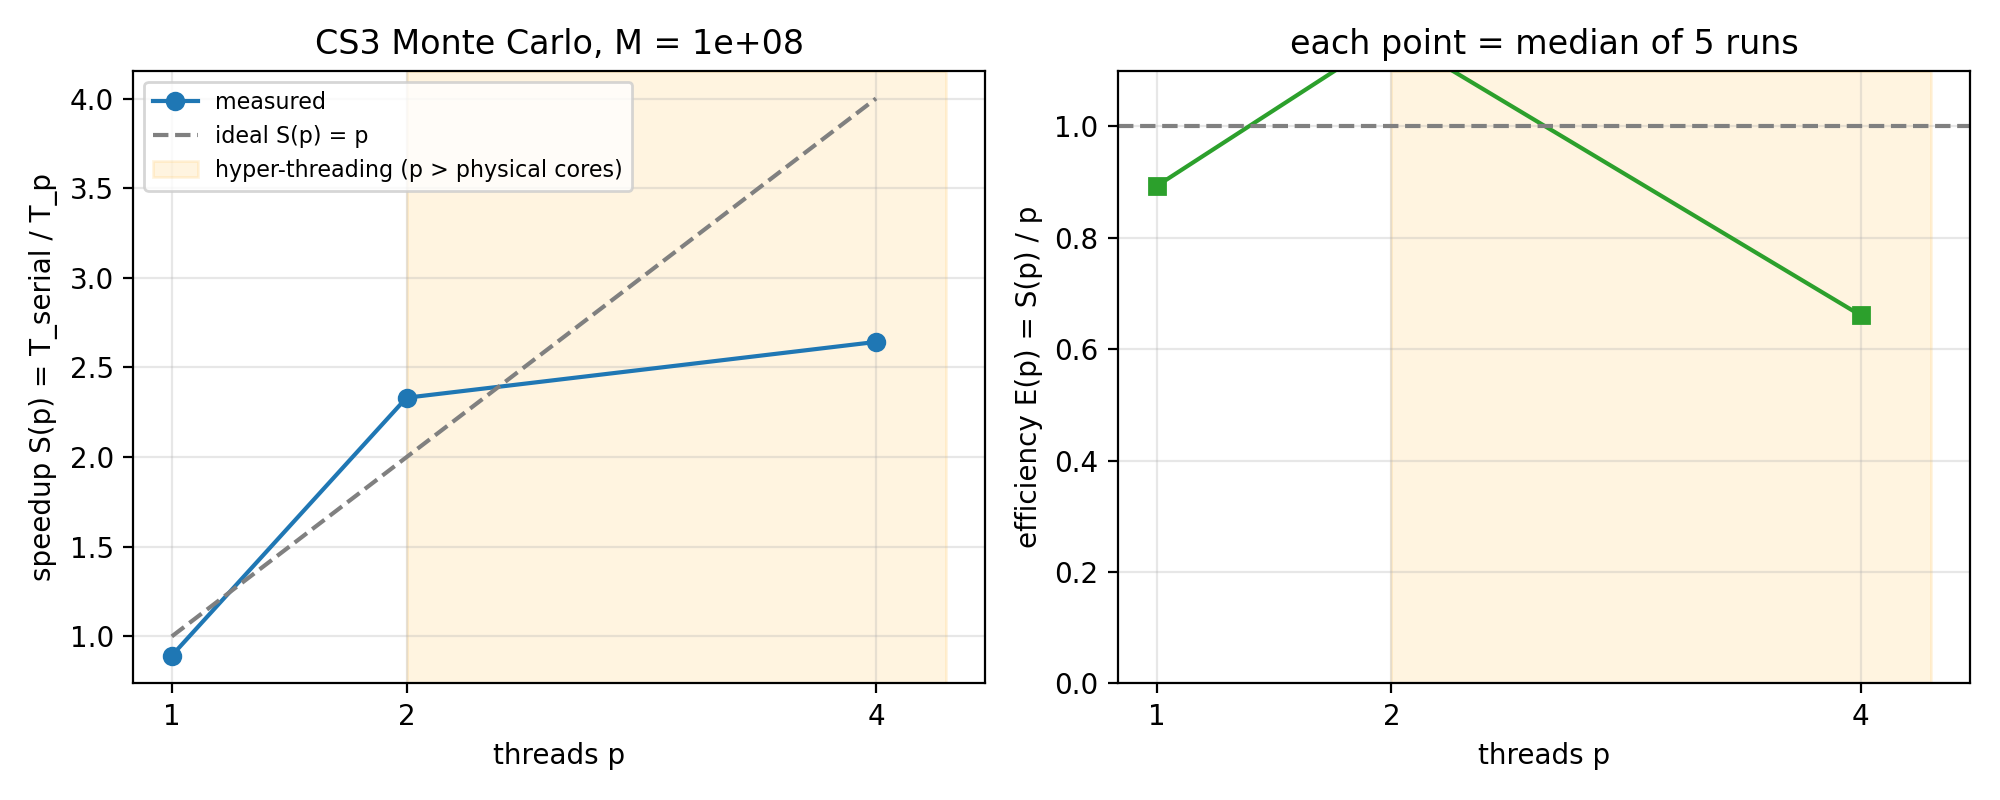 CS3 Monte Carlo, M = 1e+08
measured
ideal S(p) = p
hyper-threading (p > physical cores)
speedup S(p) = T_serial / T_p
4.0
3.5
3.0
2.5
2.0
1.5
1.0
1 2 4
threads p
each point = median of 5 runs
efficiency E(p) = S(p) / p
1.0
0.8
0.6
0.4
0.2
0.0
1 2 4
threads p